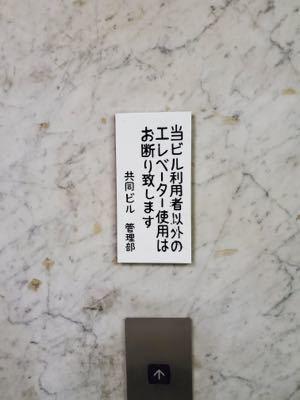 当ビル利用者以外の
エレベーター使用は
お断り致します
共同ビル 管理部